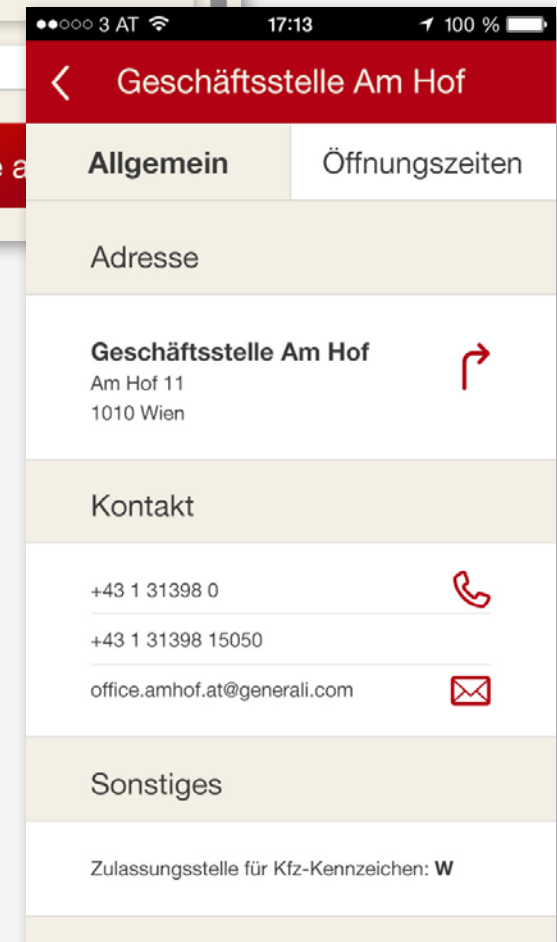 3 AT 17:13 100 %
Geschäftsstelle Am Hof
Allgemein Öffnungszeiten
e a
Adresse
Geschäftsstelle Am Hof
Am Hof 11
1010 Wien
Kontakt
+43 1 31398 0
+43 1 31398 15050
office.amhof.at@generali.com
Sonstiges
Zulassungsstelle für Kfz-Kennzeichen: W